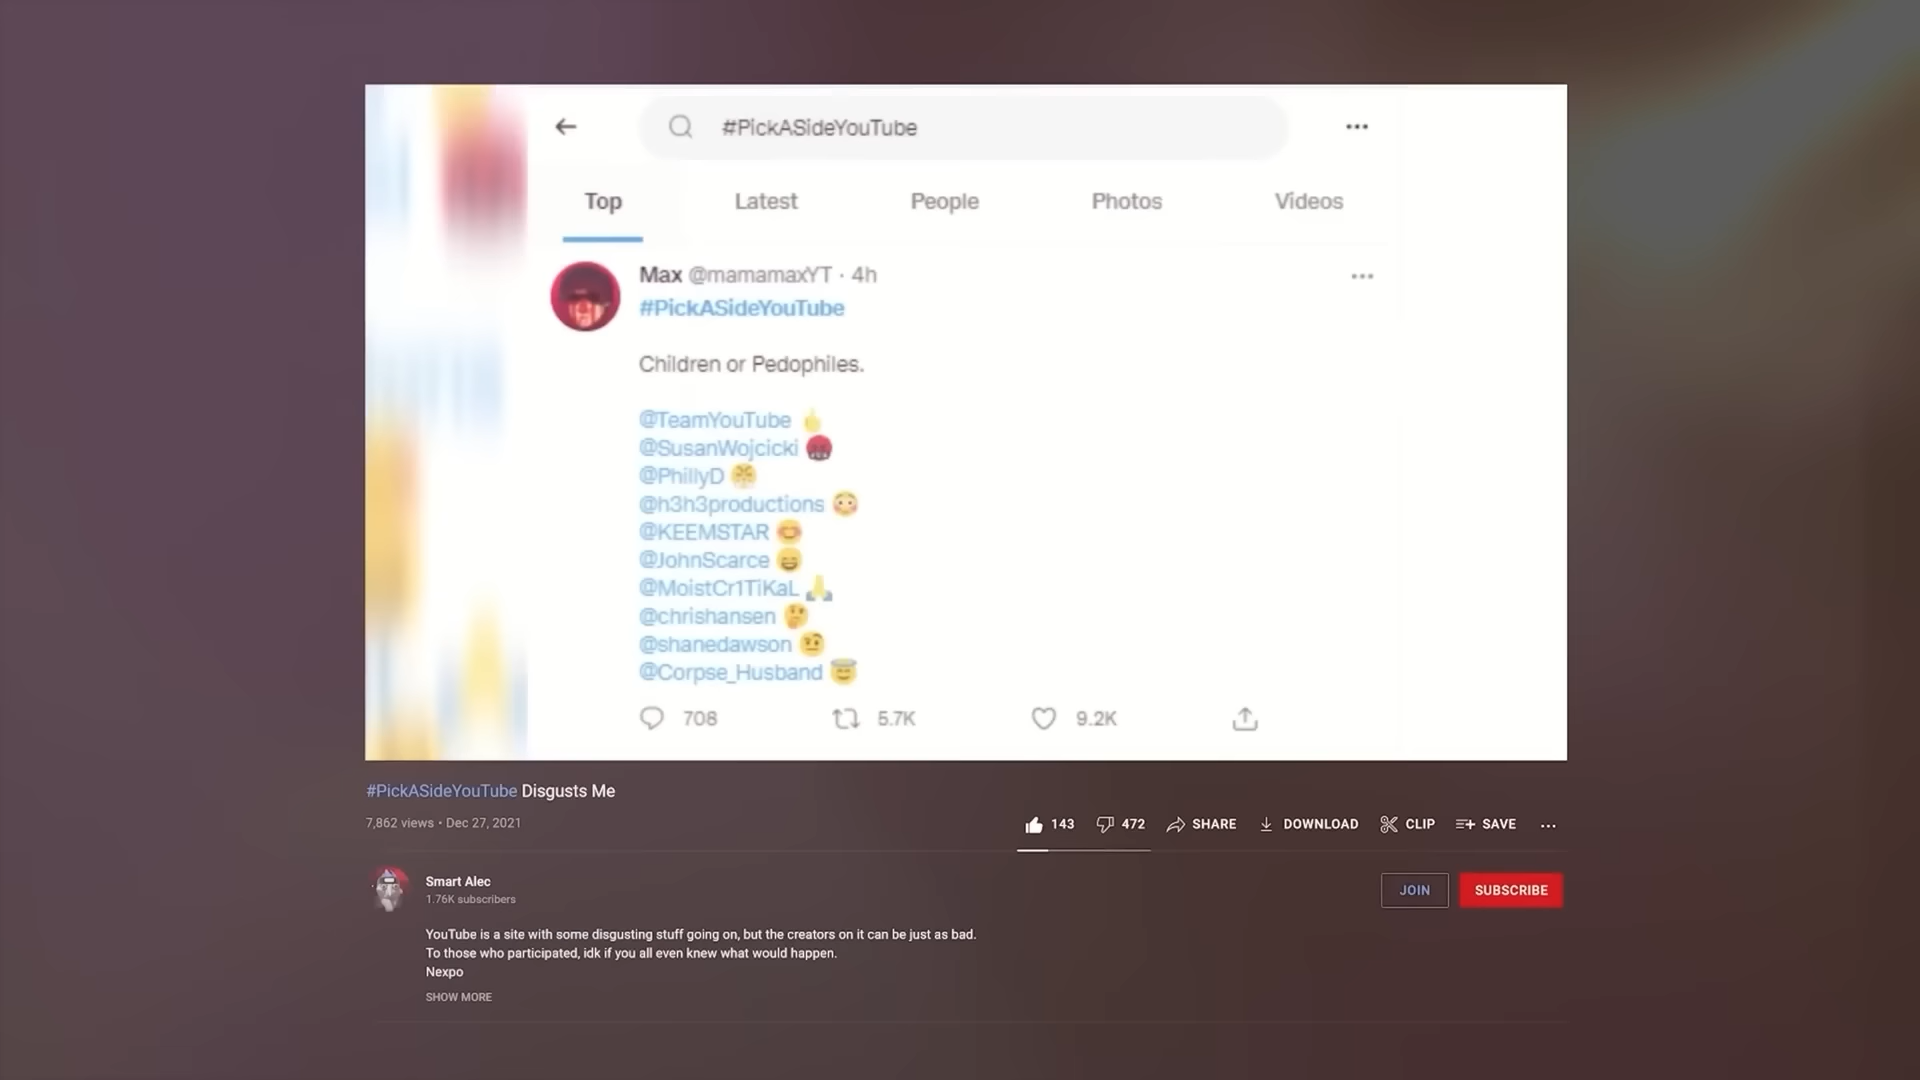 #PickASideYouTube
Top Latest People Photos Videos
Max @mamamaxYT · 4h
#PickASideYouTube
Children or Pedophiles.
@TeamYouTube
@SusanWojcicki
@PhillyD
@h3h3productions
@KEEMSTAR
@JohnScarce
@MoistCr1TiKaL
@chrishansen
@shanedawson
@Corpse_Husband
708 5.7K 9.2K
#PickASideYouTube Disgusts Me
7,862 views • Dec 27, 2021
143 472 SHARE DOWNLOAD CLIP SAVE
Smart Alec
1.76K subscribers
JOIN SUBSCRIBE
YouTube is a site with some disgusting stuff going on, but the creators on it can be just as bad.
To those who participated, idk if you all even knew what would happen.
Nexpo
SHOW MORE